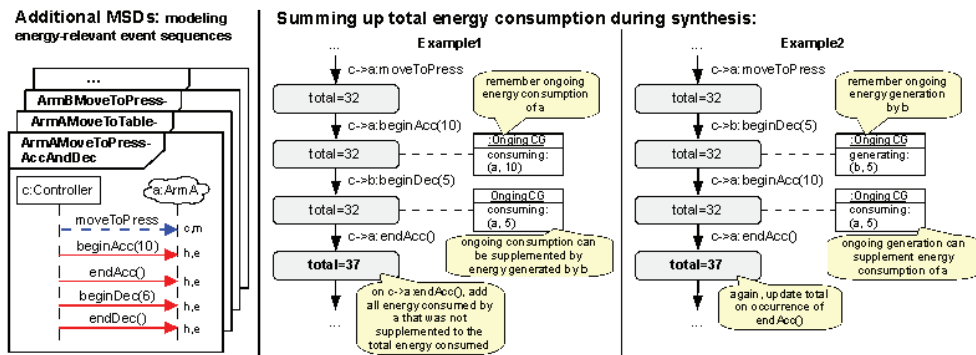 Additional MSDs: modeling
energy-relevant event sequences
...
ArmBMoveToPress-
ArmAMoveToTable-
ArmAMoveToPress-
AccAndDec
c:Controller
a:ArmA
moveToPress
c,m
beginAcc(10)
h,e
endAcc()
h,e
beginDec(6)
h,e
endDec()
h,e
Summing up total energy consumption during synthesis:
Example1
...
c->a:moveToPress
total=32
remember ongoing
energy consumption
of a
c->a:beginAcc(10)
total=32
:OngingCG
consuming:
(a, 10)
c->b:beginDec(5)
total=32
OngingCG
consuming:
(a, 5)
c->a:endAcc()
ongoing consumption can
be supplemented by
energy generated by b
total=37
on c->a:endAcc(), add
all energy consumed by
a that was not
supplemented to the
total energy consumed
...
Example2
...
c->a:moveToPress
total=32
remember ongoing
energy generation
by b
c->b:beginDec(5)
total=32
:OngingCG
generating:
(b, 5)
c->a:beginAcc(10)
total=32
:OngingCG
consuming:
(a, 5)
c->a:endAcc()
ongoing generation can
supplement energy
consumption of a
total=37
again, update total
on occurrence of
endAcc()
...